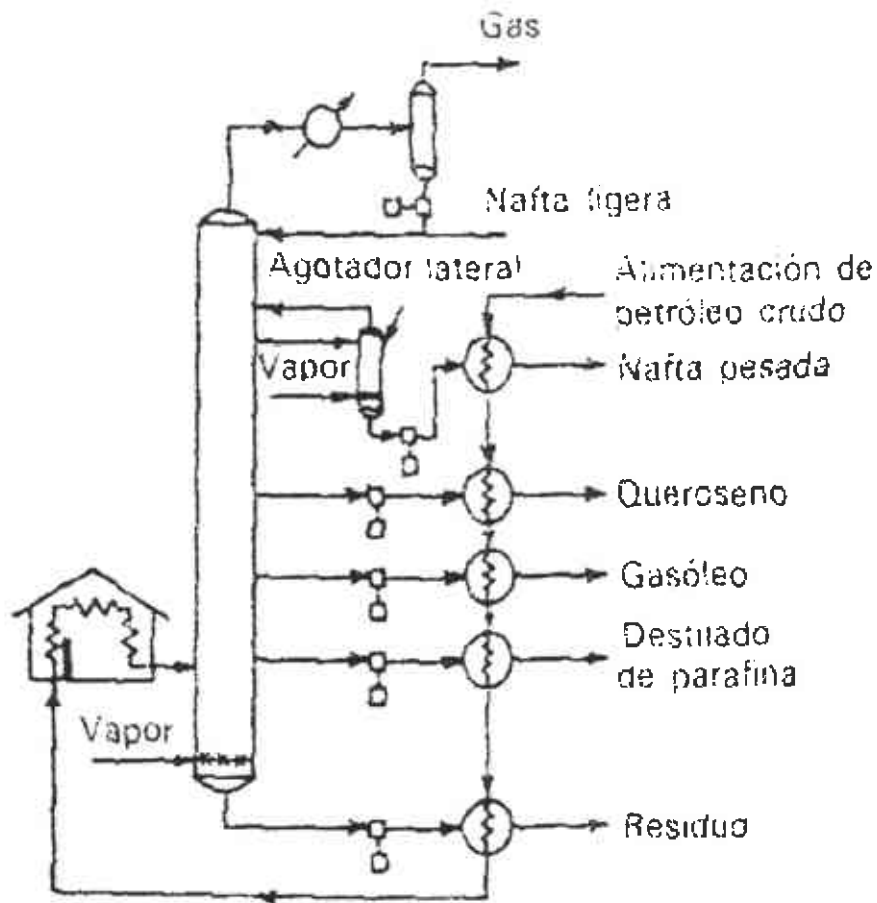 Gas
Nafta ligera
Agotador lateral
Alimentación de
petróleo crudo
Vapor
Nafta pesada
Queroseno
Gasóleo
Destilado
de parafina
Vapor
Residuo